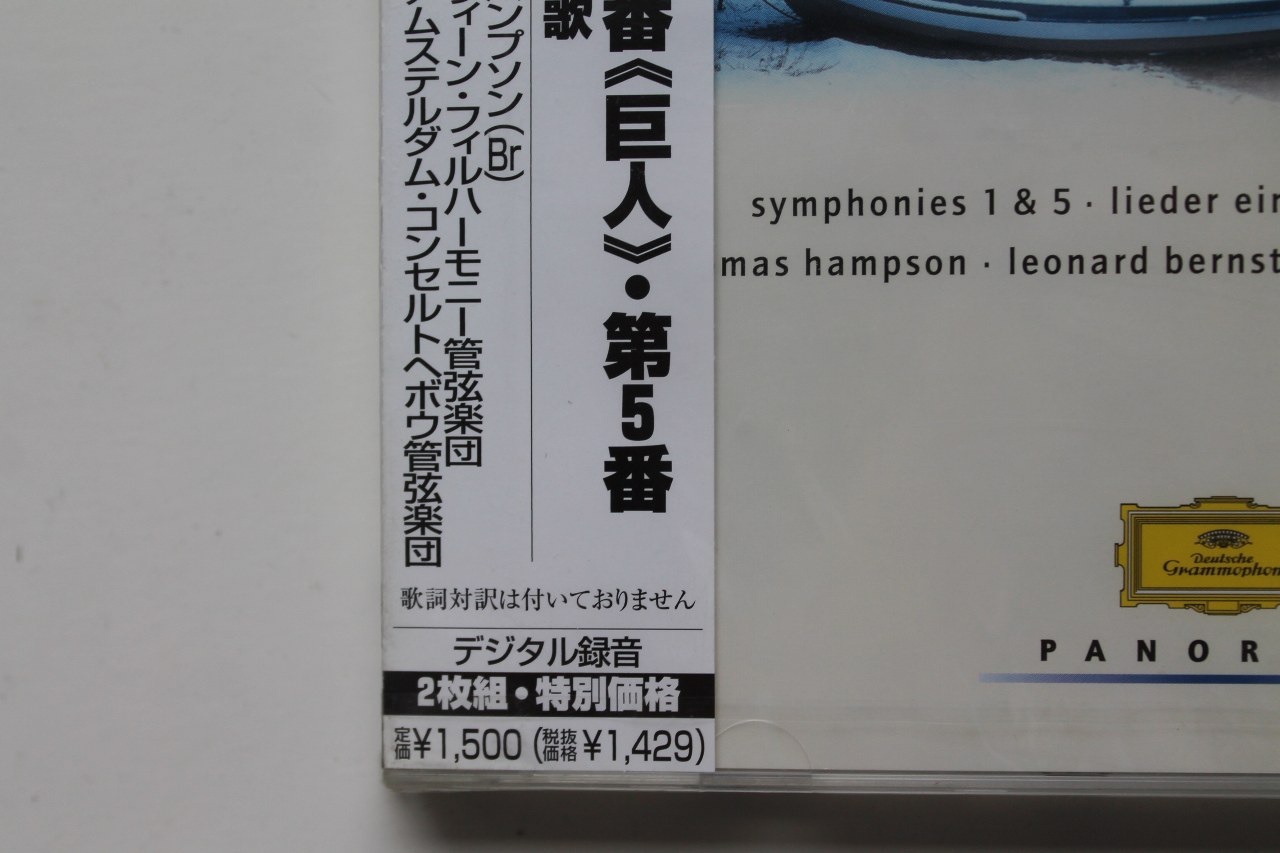 番《巨人》・第5番
歌
ンプソン(Br)
ィーン・フィルハーモニー管弦楽団
ムステルダム・コンセルトヘボウ管弦楽団
歌詞対訳は付いておりません
デジタル録音
2枚組・特別価格
定価¥1,500(税抜価格¥1,429)
symphonies 1 & 5 · lieder ein
mas hampson · leonard bernst
Deutsche
Grammophon
PANOR